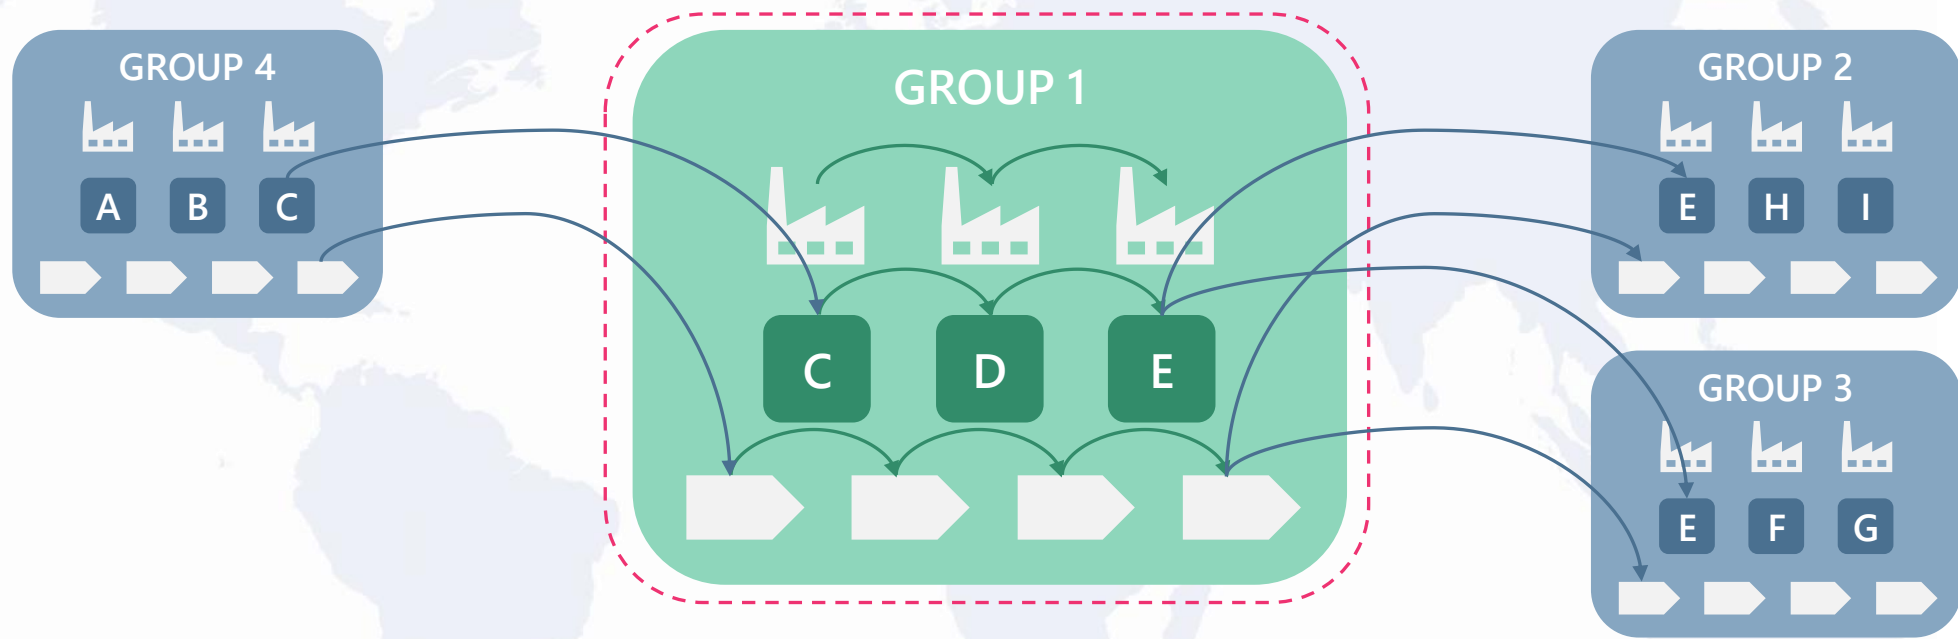 GROUP 4
A B C
GROUP 1
C D E
GROUP 2
E H I
GROUP 3
E F G